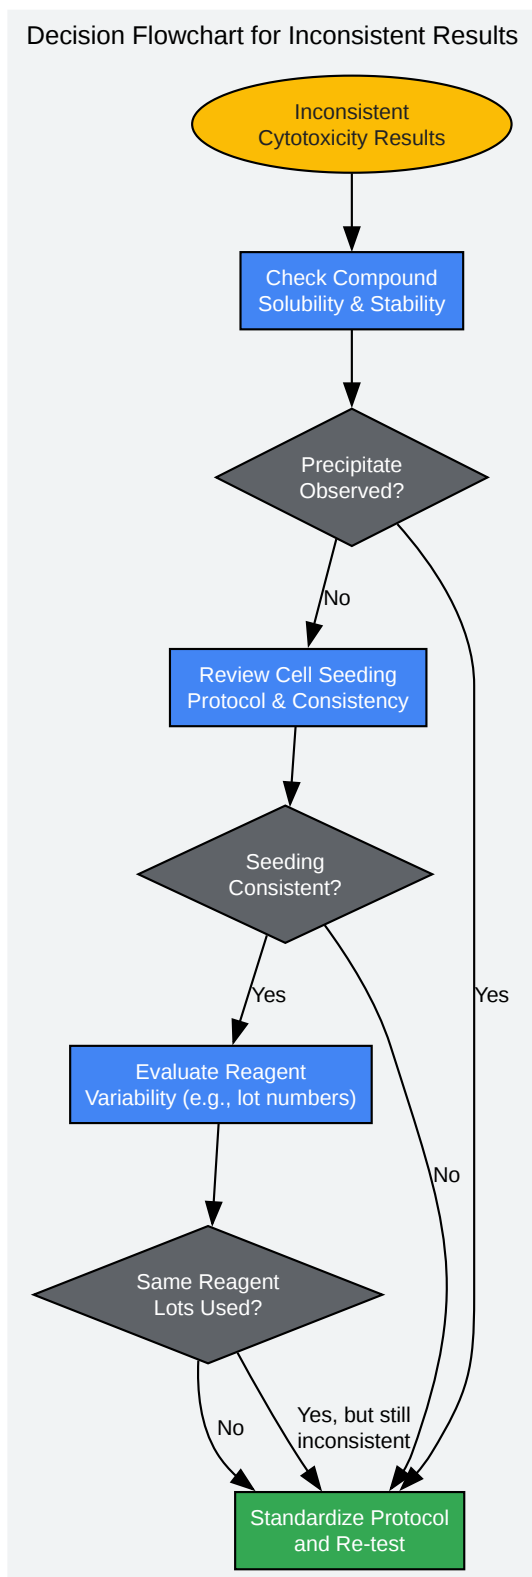 Decision Flowchart for Inconsistent Results
Inconsistent
Cytotoxicity Results
Check Compound
Solubility & Stability
Precipitate
Observed?
No
Review Cell Seeding
Protocol & Consistency
Seeding
Consistent?
Yes
Yes
Evaluate Reagent
Variability (e.g., lot numbers)
No
Same Reagent
Lots Used?
No
Yes, but still
inconsistent
Standardize Protocol
and Re-test